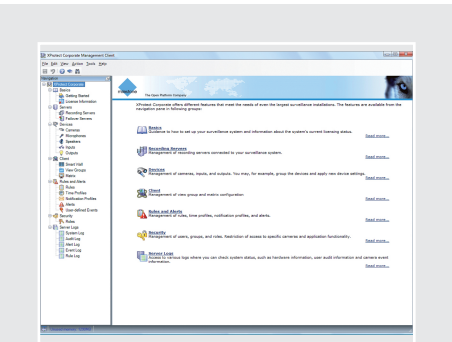 XProtect Corporate Management Client
File Edit View Action Tools Help
Navigation
XProtect Corporate
Basics
Getting Started
License Information
Servers
Recording Servers
Failover Servers
Devices
Cameras
Microphones
Speakers
Inputs
Outputs
Client
Smart Wall
View Groups
Matrix
Rules and Alerts
Rules
Time Profiles
Notification Profiles
Alerts
User-defined Events
Security
Roles
Server Logs
System Log
Audit Log
Alert Log
Event Log
Rule Log
milestone
The Open Platform Company
XProtect Corporate offers different features that meet the needs of even the largest surveillance installations. The features are available from the
navigation pane in following groups:
Basics
Guidance to how to set up your surveillance system and information about the system's current licensing status.
Read more...
Recording Servers
Management of recording servers connected to your surveillance system.
Read more...
Devices
Management of cameras, inputs, and outputs. You may, for example, group the devices and apply new device settings.
Read more...
Client
Management of view group and matrix configuration.
Read more...
Rules and Alerts
Management of rules, time profiles, notification profiles, and alerts.
Read more...
Security
Management of users, groups, and roles. Restriction of access to specific cameras and application functionality.
Read more...
Server Logs
Access to various logs where you can check system status, such as hardware information, user audit information and camera event
information.
Read more...